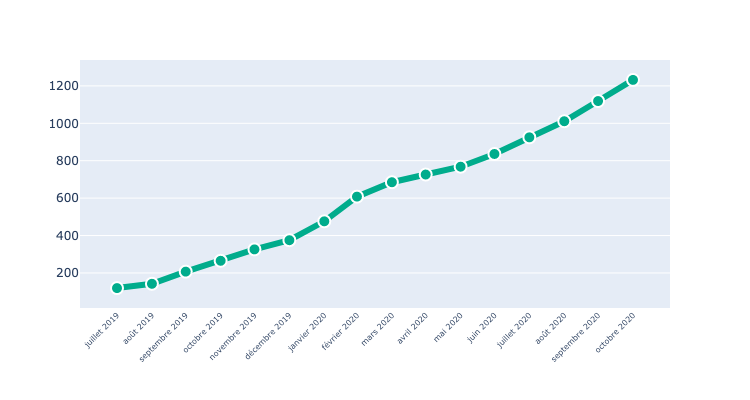 1200
1000
800
600
400
200
juillet 2019
août 2019
septembre 2019
octobre 2019
novembre 2019
décembre 2019
janvier 2020
février 2020
mars 2020
avril 2020
mai 2020
juin 2020
juillet 2020
août 2020
septembre 2020
octobre 2020